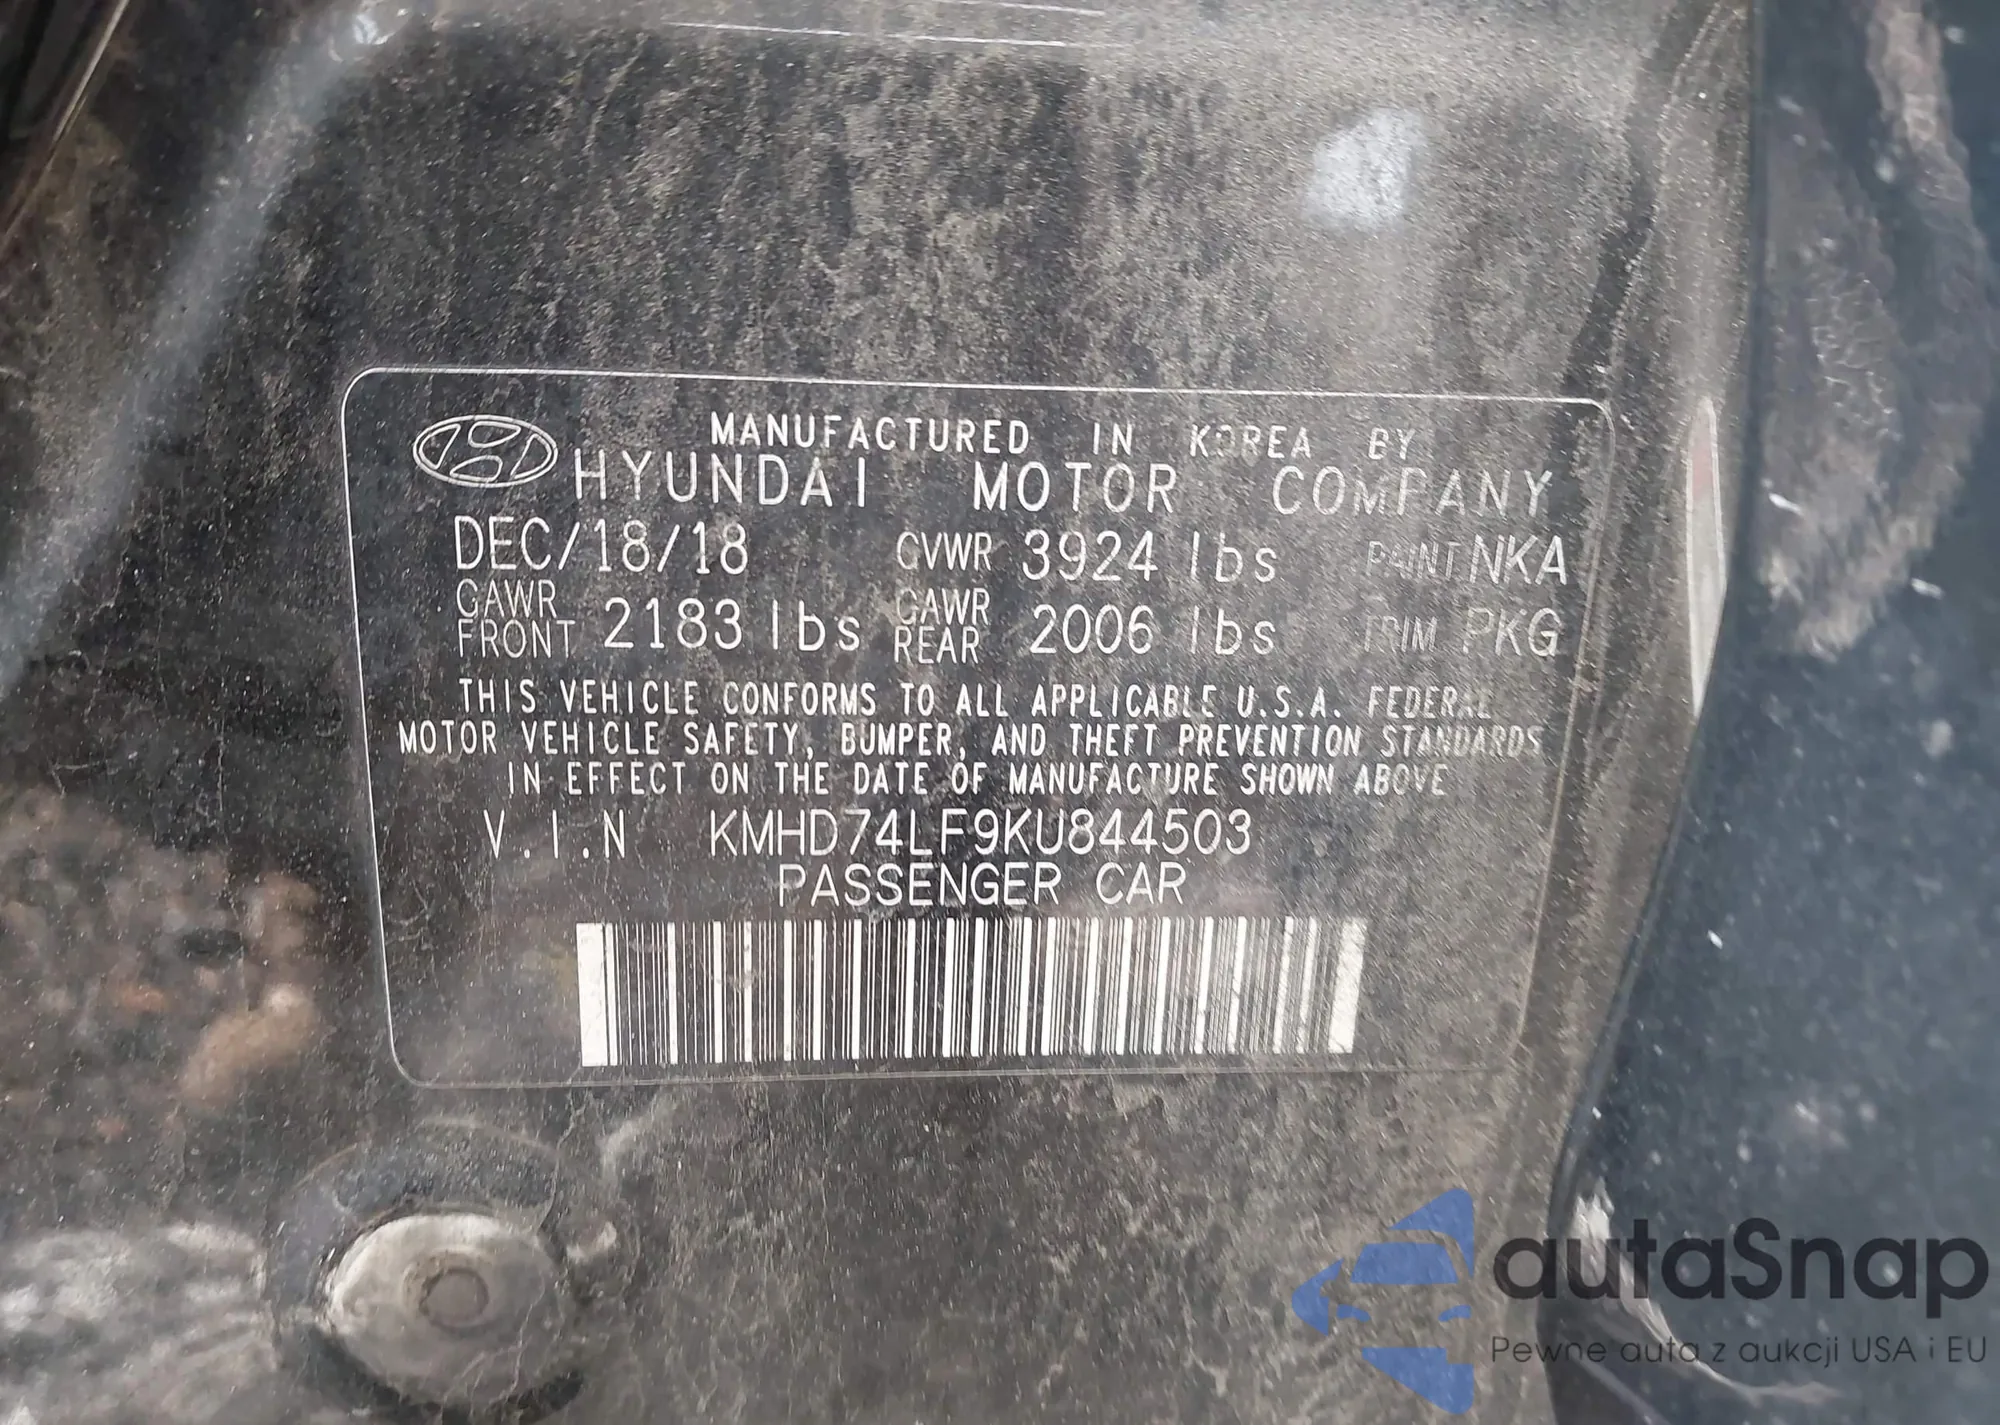 MANUFACTURED IN KOREA BY
HYUNDAI MOTOR COMPANY
DEC/18/18 GVWR 3924 lbs PAINT NKA
GAWR FRONT 2183 lbs GAWR REAR 2006 lbs TRIM PKG
THIS VEHICLE CONFORMS TO ALL APPLICABLE U.S.A. FEDERAL
MOTOR VEHICLE SAFETY, BUMPER, AND THEFT PREVENTION STANDARDS
IN EFFECT ON THE DATE OF MANUFACTURE SHOWN ABOVE
V.I.N KMHD74LF9KU844503
PASSENGER CAR
autaSnap
Pewne auta z aukcji USA i EU